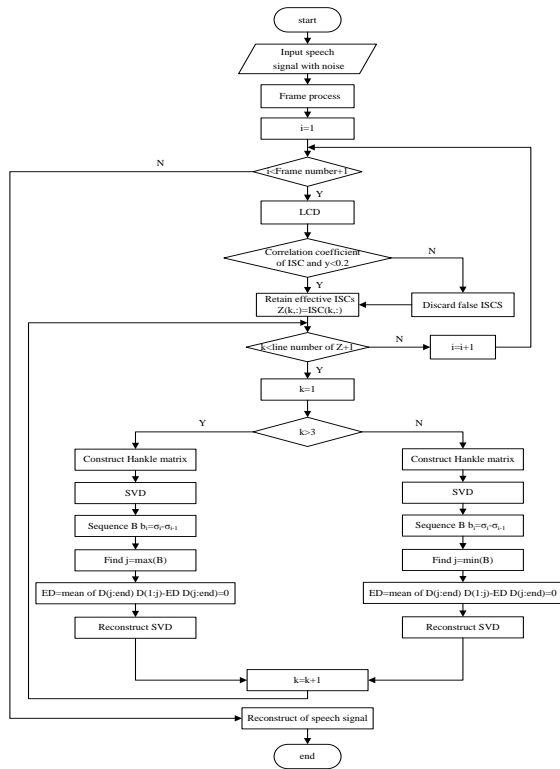 start
Input speech
signal with noise
Frame process
i=1
N
i<Frame number+1
Y
LCD
Correlation coefficient
of ISC and y<0.2
N
Y
Retain effective ISCs
Z(k,:)=ISC(k,:)
Discard false ISCS
k<line number of Z+1
N
i=i+1
Y
k=1
Y
k>3
N
Construct Hankle matrix
Construct Hankle matrix
SVD
SVD
Sequence B bᵢ=σᵢ-σᵢ₋₁
Sequence B bᵢ=σᵢ-σᵢ₋₁
Find j=max(B)
Find j=min(B)
ED=mean of D(j:end) D(1:j)-ED D(j:end)=0
ED=mean of D(j:end) D(1:j)-ED D(j:end)=0
Reconstruct SVD
Reconstruct SVD
k=k+1
Reconstruct of speech signal
end